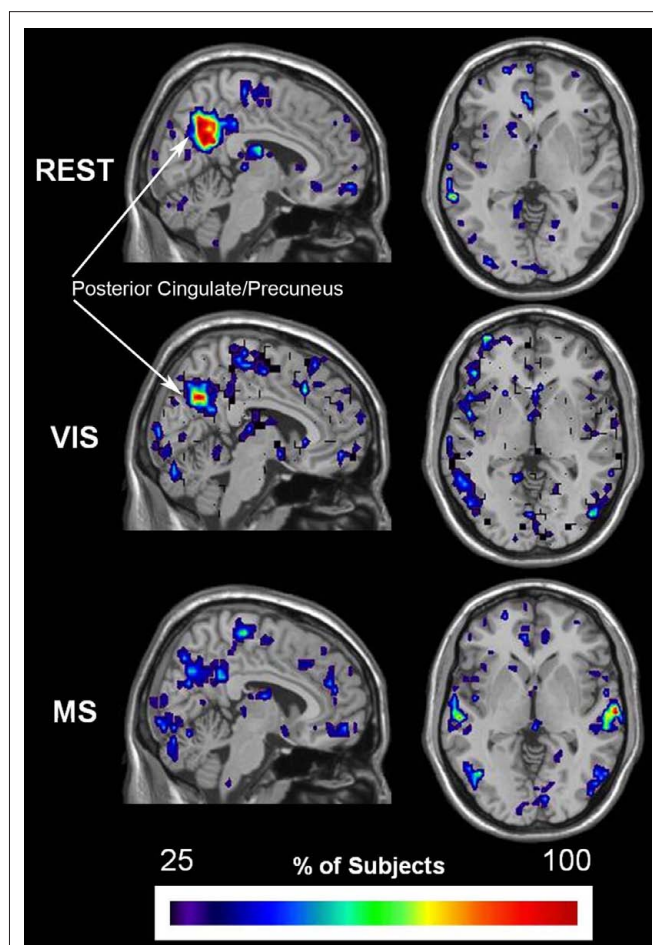 REST
Posterior Cingulate/Precuneus
VIS
MS
25 % of Subjects 100